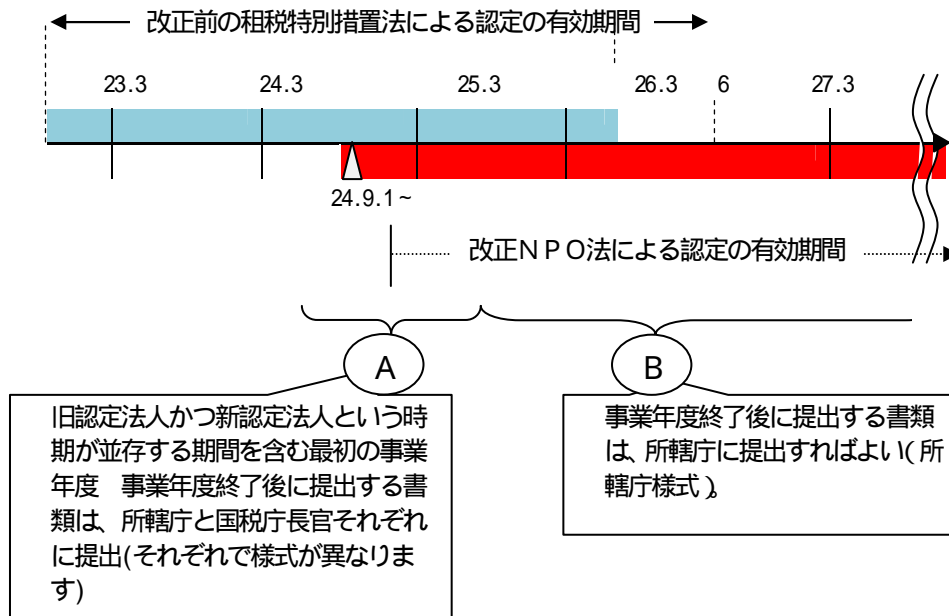 改正前の租税特別措置法による認定の有効期間
23.3 24.3 25.3 26.3 6 27.3
24.9.1~
改正NPO法による認定の有効期間
A
B
旧認定法人かつ新認定法人という時
期が並存する期間を含む最初の事業
年度 事業年度終了後に提出する書
類は、所轄庁と国税庁長官それぞれ
に提出(それぞれで様式が異なりま
す)
事業年度終了後に提出する書類
は、所轄庁に提出すればよい(所
轄庁様式)。